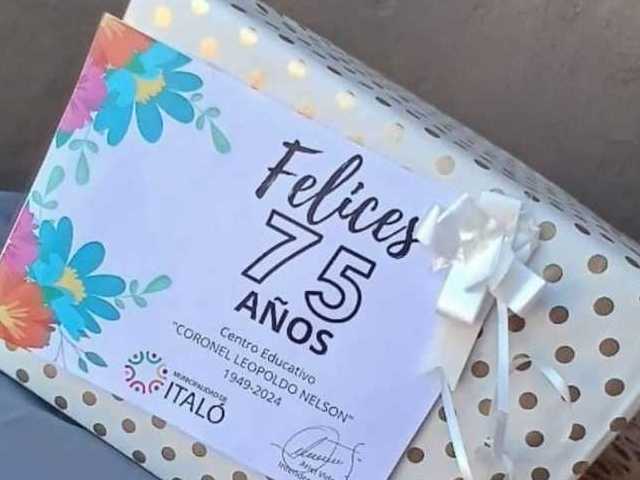 Felices
75
AÑOS
Centro Educativo
"CORONEL LEOPOLDO NELSON"
1949-2024
MUNICIPALIDAD DE
ITALÓ